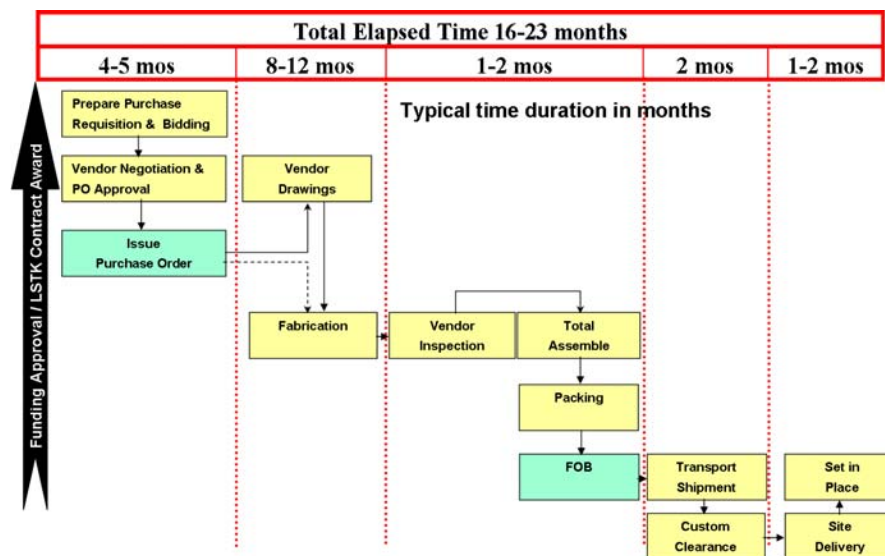 Total Elapsed Time 16-23 months
4-5 mos
8-12 mos
1-2 mos
2 mos
1-2 mos
Typical time duration in months
Funding Approval / LSTK Contract Award
Prepare Purchase
Requisition & Bidding
Vendor Negotiation &
PO Approval
Issue
Purchase Order
Vendor
Drawings
Fabrication
Vendor
Inspection
Total
Assemble
Packing
FOB
Transport
Shipment
Custom
Clearance
Set in
Place
Site
Delivery